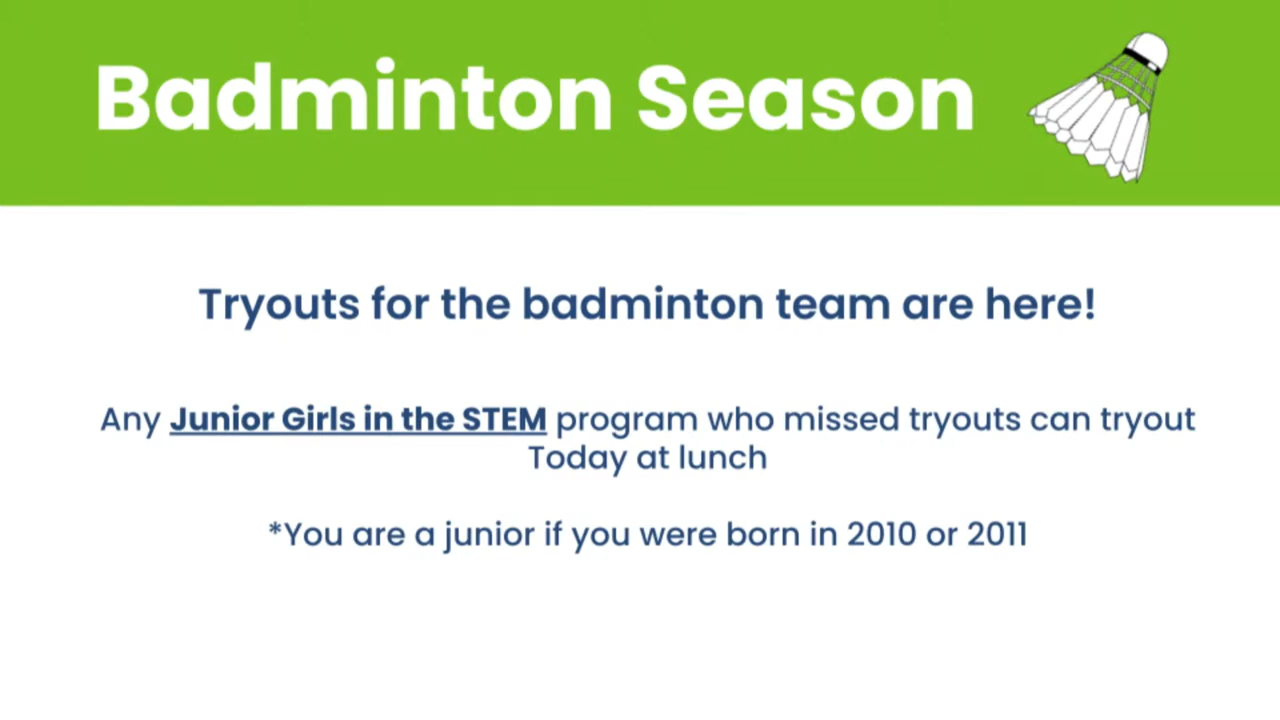 Badminton Season
Tryouts for the badminton team are here!
Any Junior Girls in the STEM program who missed tryouts can tryout
Today at lunch
*You are a junior if you were born in 2010 or 2011